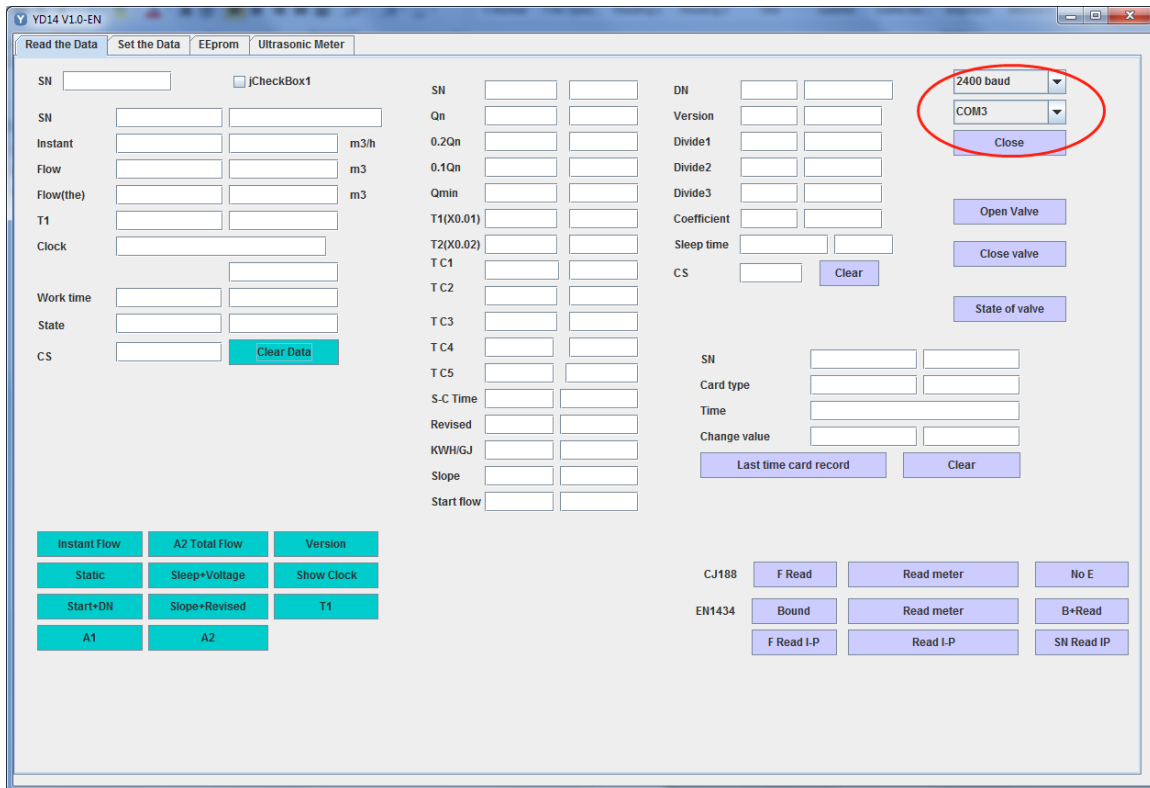 YD14 V1.0-EN
Read the Data Set the Data EEprom Ultrasonic Meter
SN jCheckBox1
SN
Instant m3/h
Flow m3
Flow(the) m3
T1
Clock
Work time
State
CS Clear Data
SN
Qn
0.2Qn
0.1Qn
Qmin
T1(X0.01)
T2(X0.02)
T C1
T C2
T C3
T C4
T C5
S-C Time
Revised
KWH/GJ
Slope
Start flow
DN
Version
Divide1
Divide2
Divide3
Coefficient
Sleep time
CS Clear
2400 baud
COM3
Close
Open Valve
Close valve
State of valve
SN
Card type
Time
Change value
Last time card record Clear
Instant Flow A2 Total Flow Version
Static Sleep+Voltage Show Clock
Start+DN Slope+Revised T1
A1 A2
CJ188 F Read Read meter No E
EN1434 Bound Read meter B+Read
F Read I-P Read I-P SN Read IP